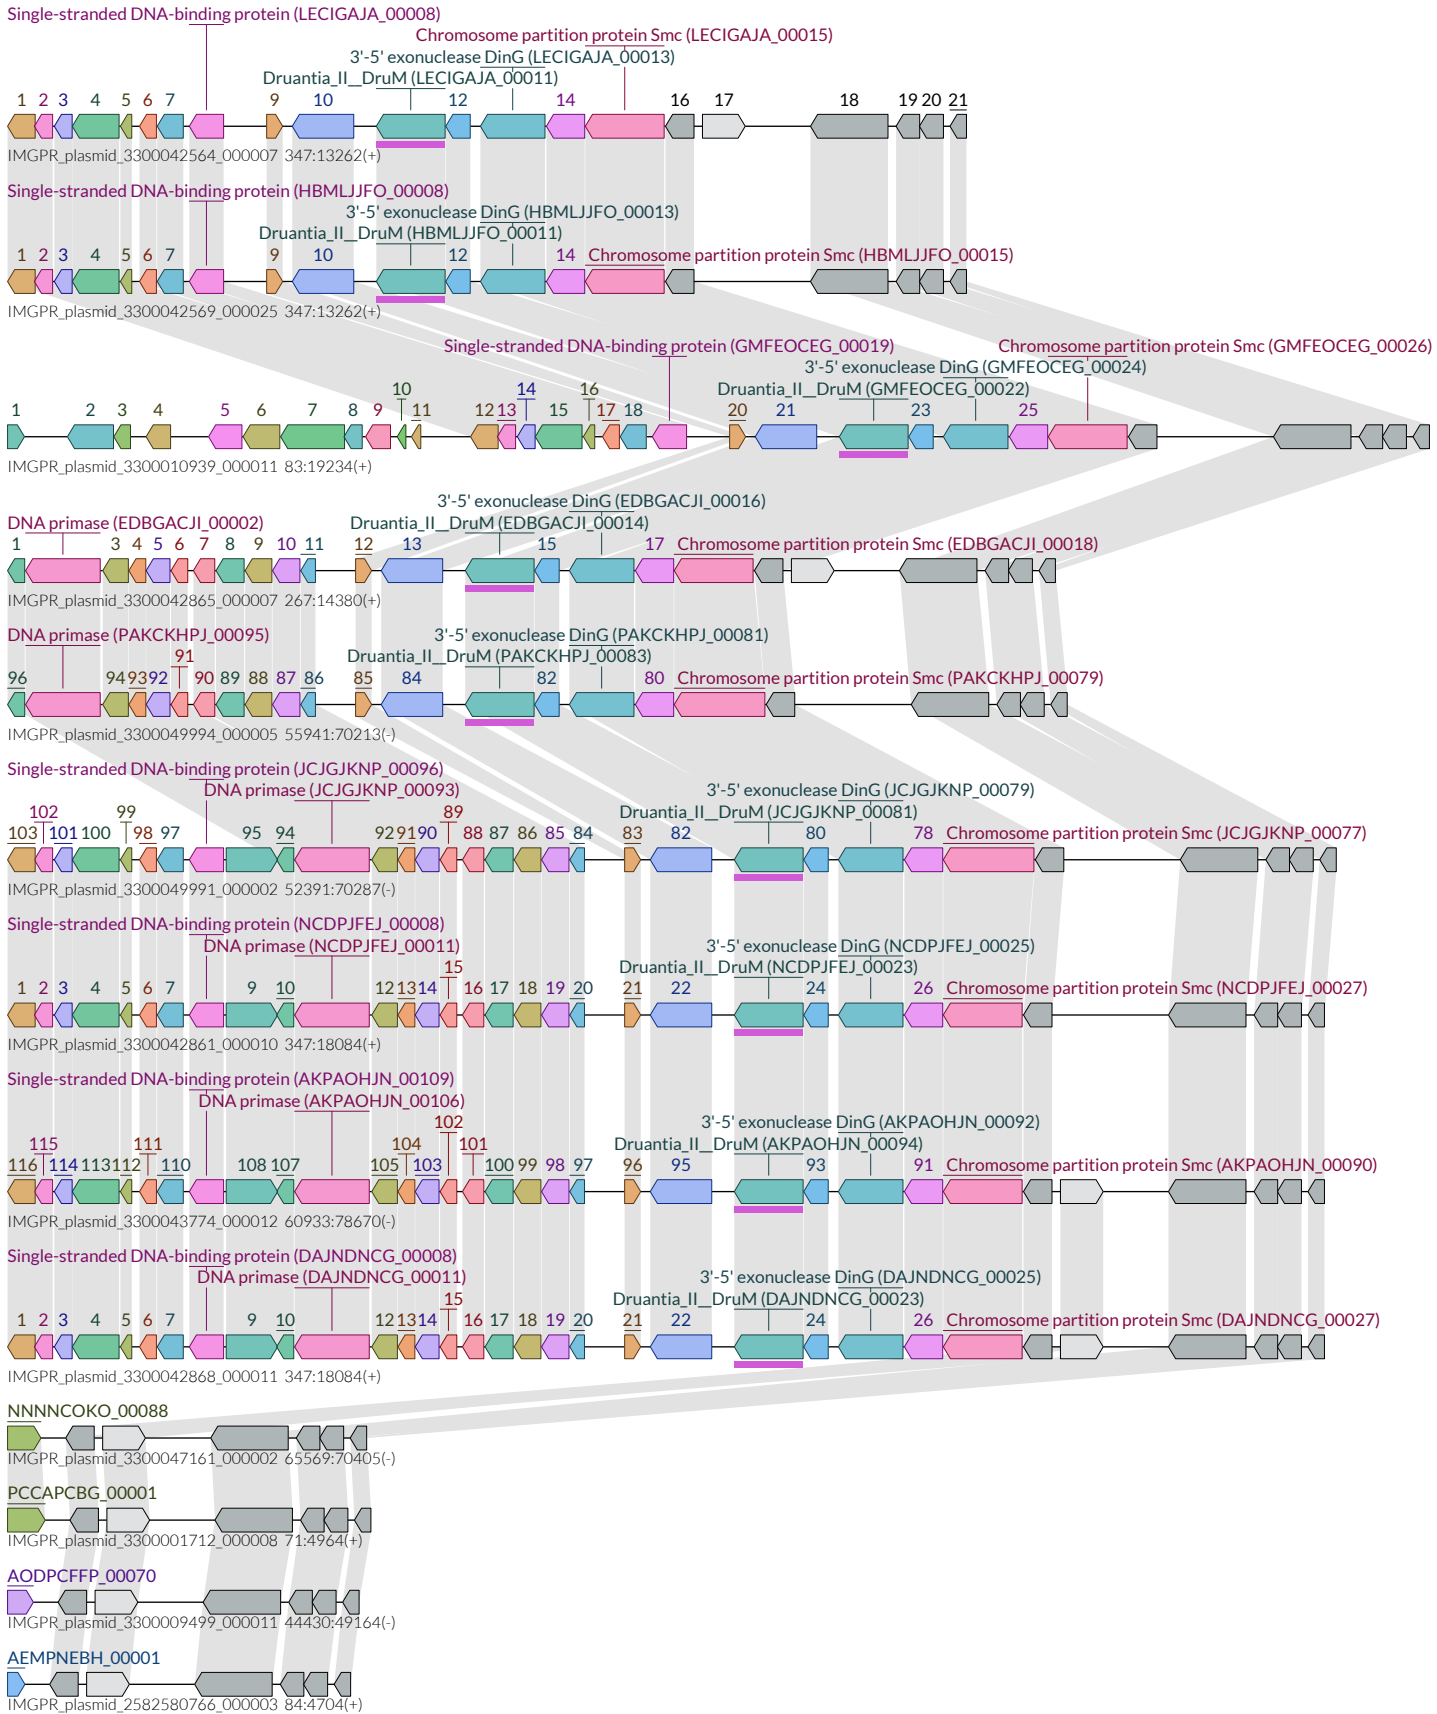 Single-stranded DNA-binding protein (LECIGAJA_00008)
Chromosome partition protein Smc (LECIGAJA_00015)
3'-5' exonuclease DinG (LECIGAJA_00013)
Druantia_II__DruM (LECIGAJA_00011)
1 2 3 4 5 6 7 9 10 12 14 16 17 18 19 20 21
IMGPR_plasmid_3300042564_000007 347:13262(+)
Single-stranded DNA-binding protein (HBMLJJFO_00008)
3'-5' exonuclease DinG (HBMLJJFO_00013)
Druantia_II__DruM (HBMLJJFO_00011)
1 2 3 4 5 6 7 9 10 12 14 Chromosome partition protein Smc (HBMLJJFO_00015)
IMGPR_plasmid_3300042569_000025 347:13262(+)
Single-stranded DNA-binding protein (GMFEOCEG_00019) Chromosome partition protein Smc (GMFEOCEG_00026)
3'-5' exonuclease DinG (GMFEOCEG_00024)
10 14 16 Druantia_II__DruM (GMFEOCEG_00022)
1 2 3 4 5 6 7 8 9 11 12 13 15 17 18 20 21 23 25
IMGPR_plasmid_3300010939_000011 83:19234(+)
3'-5' exonuclease DinG (EDBGACJI_00016)
DNA primase (EDBGACJI_00002) Druantia_II__DruM (EDBGACJI_00014)
1 3 4 5 6 7 8 9 10 11 12 13 15 17 Chromosome partition protein Smc (EDBGACJI_00018)
IMGPR_plasmid_3300042865_000007 267:14380(+)
DNA primase (PAKCKHPJ_00095) 3'-5' exonuclease DinG (PAKCKHPJ_00081)
91 Druantia_II__DruM (PAKCKHPJ_00083)
96 94 93 92 90 89 88 87 86 85 84 82 80 Chromosome partition protein Smc (PAKCKHPJ_00079)
IMGPR_plasmid_3300049994_000005 55941:70213(-)
Single-stranded DNA-binding protein (JCJGJKNP_00096)
DNA primase (JCJGJKNP_00093) 3'-5' exonuclease DinG (JCJGJKNP_00079)
102 99 89 Druantia_II__DruM (JCJGJKNP_00081)
103 101 100 98 97 95 94 92 91 90 88 87 86 85 84 83 82 80 78 Chromosome partition protein Smc (JCJGJKNP_00077)
IMGPR_plasmid_3300049991_000002 52391:70287(-)
Single-stranded DNA-binding protein (NCDPJFEJ_00008)
DNA primase (NCDPJFEJ_00011) 3'-5' exonuclease DinG (NCDPJFEJ_00025)
15 Druantia_II__DruM (NCDPJFEJ_00023)
1 2 3 4 5 6 7 9 10 12 13 14 16 17 18 19 20 21 22 24 26 Chromosome partition protein Smc (NCDPJFEJ_00027)
IMGPR_plasmid_3300042861_000010 347:18084(+)
Single-stranded DNA-binding protein (AKPAOHJN_00109)
DNA primase (AKPAOHJN_00106)
102 3'-5' exonuclease DinG (AKPAOHJN_00092)
115 111 104 101 Druantia_II__DruM (AKPAOHJN_00094)
116 114 113 112 110 108 107 105 103 100 99 98 97 96 95 93 91 Chromosome partition protein Smc (AKPAOHJN_00090)
IMGPR_plasmid_3300043774_000012 60933:78670(-)
Single-stranded DNA-binding protein (DAJNDNCG_00008)
DNA primase (DAJNDNCG_00011) 3'-5' exonuclease DinG (DAJNDNCG_00025)
15 Druantia_II__DruM (DAJNDNCG_00023)
1 2 3 4 5 6 7 9 10 12 13 14 16 17 18 19 20 21 22 24 26 Chromosome partition protein Smc (DAJNDNCG_00027)
IMGPR_plasmid_3300042868_000011 347:18084(+)
NNNNCOKO_00088
IMGPR_plasmid_3300047161_000002 65569:70405(-)
PCCAPCBG_00001
IMGPR_plasmid_3300001712_000008 71:4964(+)
AODPCFFP_00070
IMGPR_plasmid_3300009499_000011 44430:49164(-)
AEMPNEBH_00001
IMGPR_plasmid_2582580766_000003 84:4704(+)